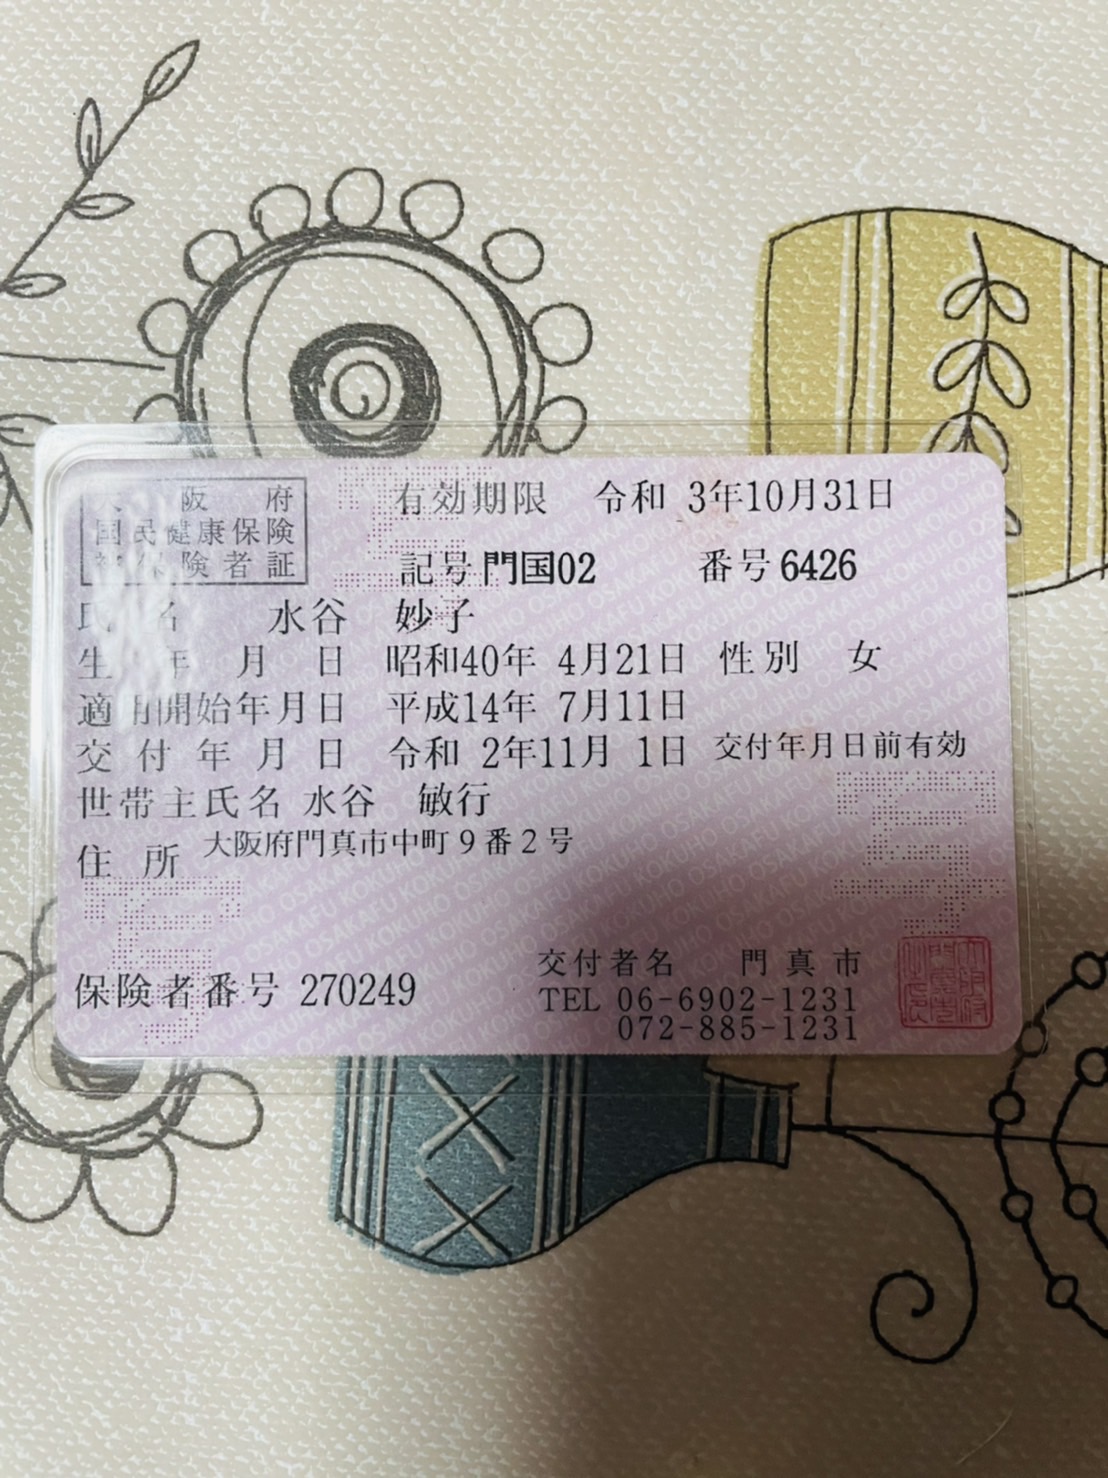 大阪府
国民健康保険
被保険者証
有効期限 令和 3年10月31日
記号 門国02 番号 6426
氏名 水谷 妙子
生年月日 昭和40年 4月21日 性別 女
適用開始年月日 平成14年 7月11日
交付年月日 令和 2年11月 1日 交付年月日前有効
世帯主氏名 水谷 敏行
住所 大阪府門真市中町9番2号
保険者番号 270249
交付者名 門真市
TEL 06-6902-1231
072-885-1231